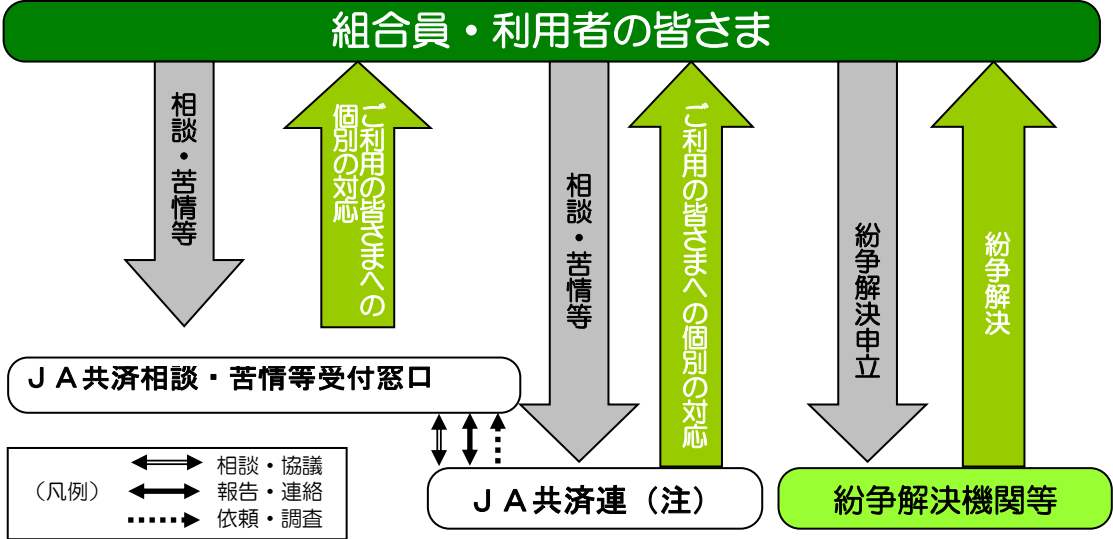 組合員・利用者の皆さま
相談・苦情等
ご利用の皆さまへの
個別の対応
相談・苦情等
ご利用の皆さまへの個別の対応
紛争解決申立
紛争解決
ＪＡ共済相談・苦情等受付窓口
（凡例）
相談・協議
報告・連絡
依頼・調査
ＪＡ共済連（注）
紛争解決機関等